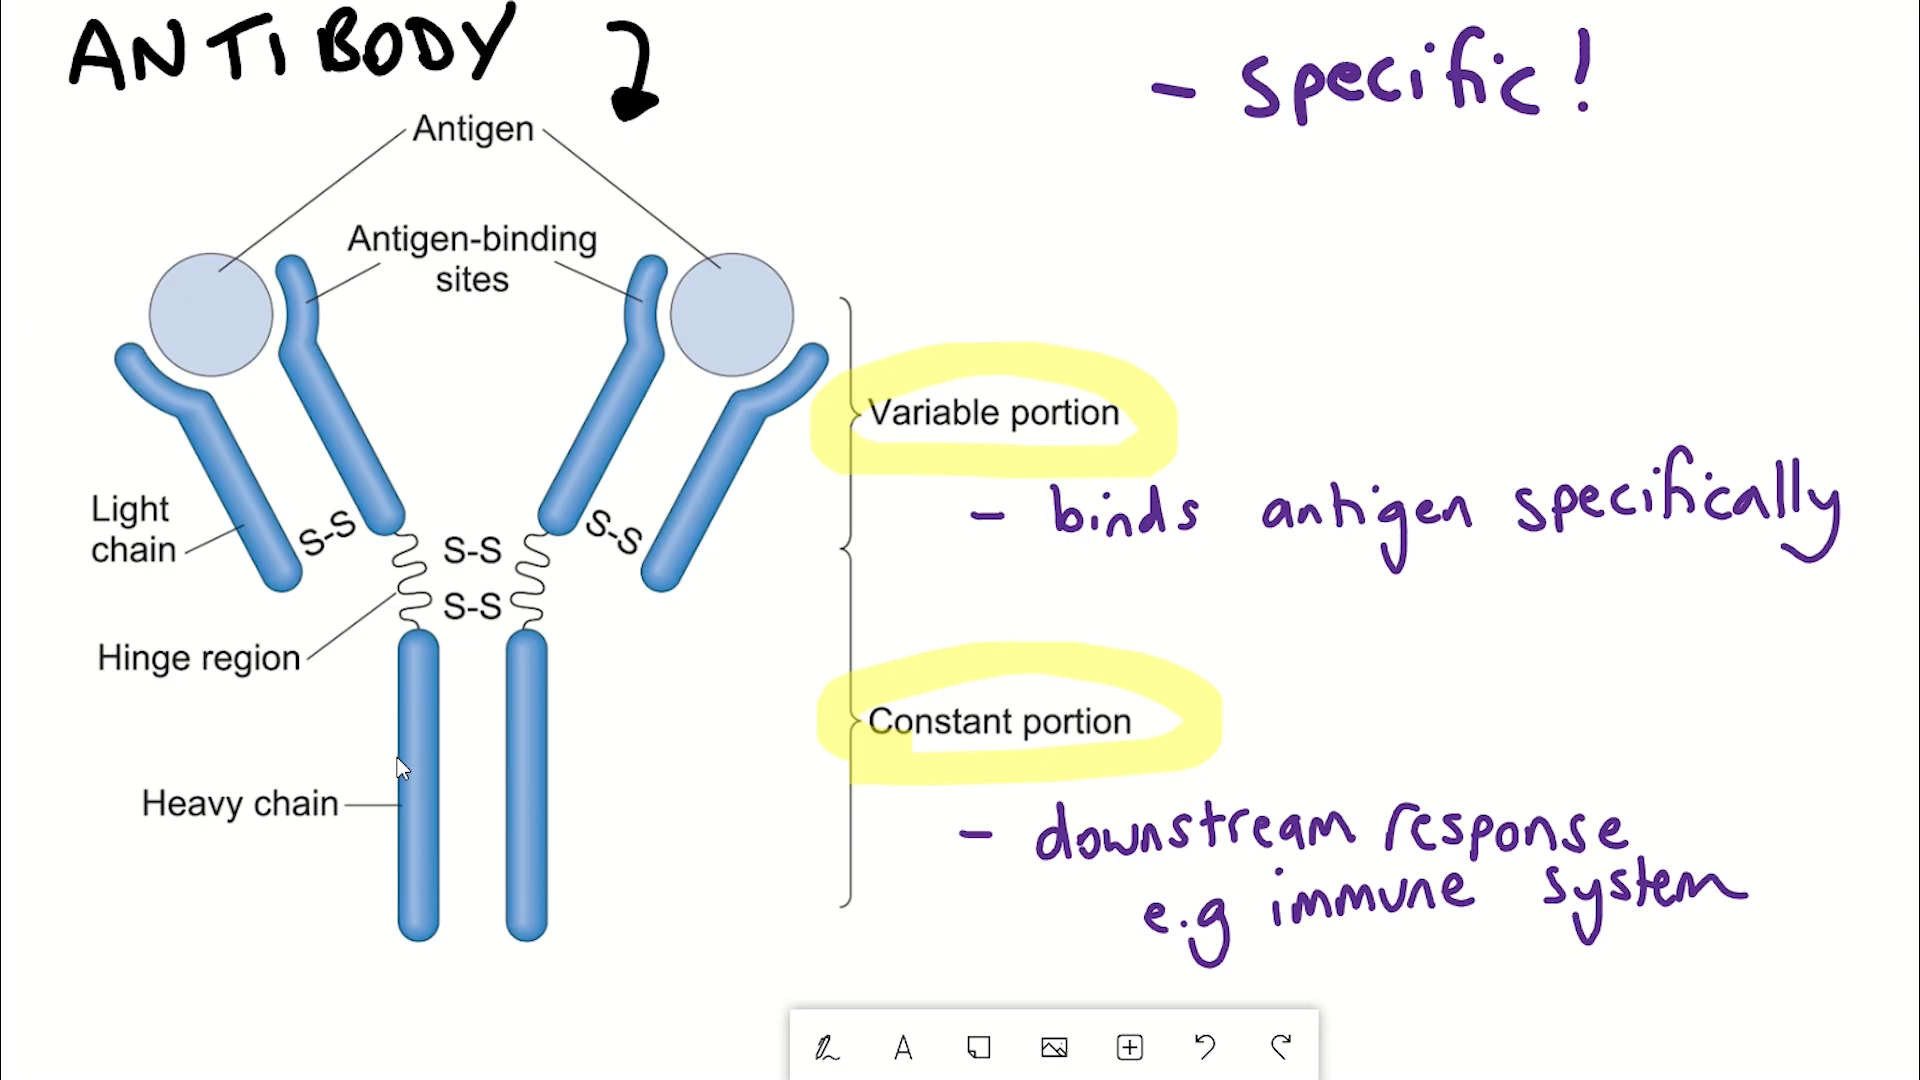 ANTIBODY
- specific!
Antigen
Antigen-binding
sites
Variable portion
- binds antigen specifically
Light
chain
S-S
S-S
S-S
S-S
Hinge region
Constant portion
Heavy chain
- downstream response
e.g immune system
A